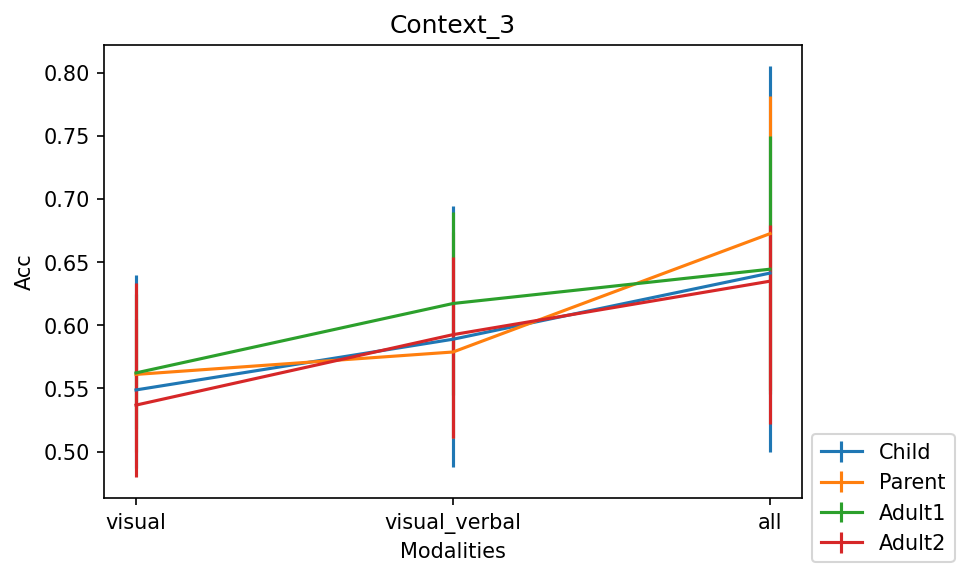 Context_3
Acc
0.80
0.75
0.70
0.65
0.60
0.55
0.50
visual
visual_verbal
all
Modalities
Child
Parent
Adult1
Adult2